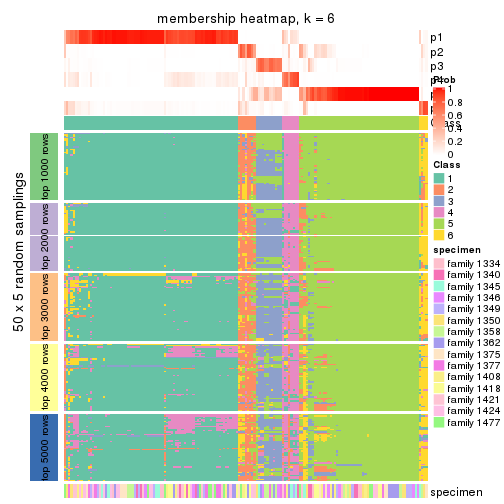 membership heatmap, k = 6
p1
p2
p3
Prob
1
0.8
0.6
0.4
0.2
0
Class
1
2
3
4
5
6
specimen
family 1334
family 1340
family 1345
family 1346
family 1349
family 1350
family 1358
family 1362
family 1375
family 1377
family 1408
family 1418
family 1421
family 1424
family 1477
50 x 5 random samplings
top 1000 rows
top 2000 rows
top 3000 rows
top 4000 rows
top 5000 rows
specimen